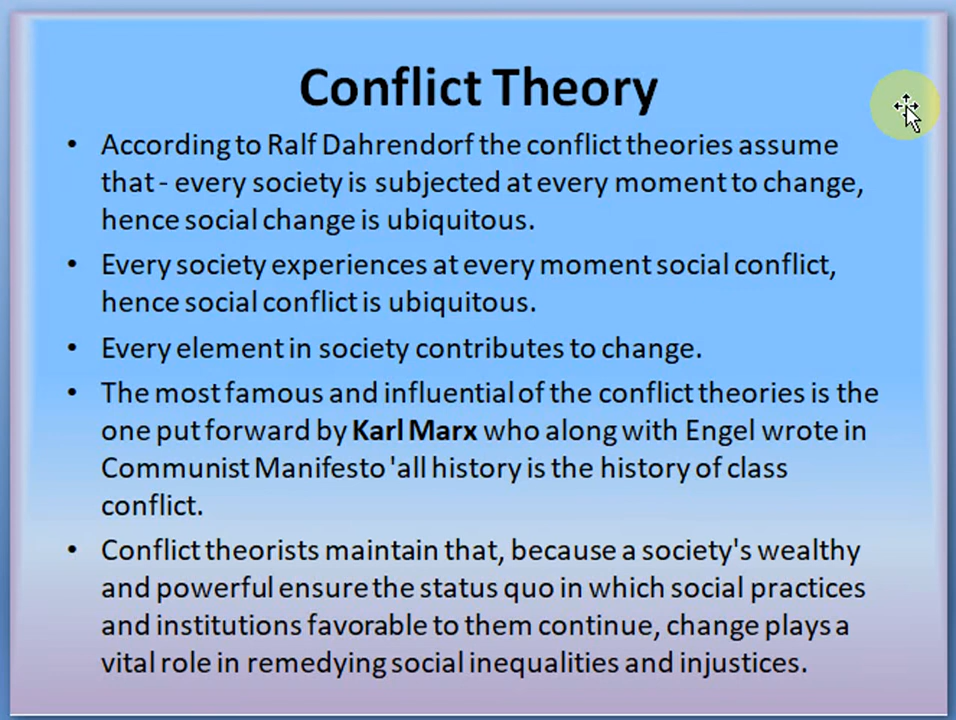 Conflict Theory
• According to Ralf Dahrendorf the conflict theories assume
that - every society is subjected at every moment to change,
hence social change is ubiquitous.
• Every society experiences at every moment social conflict,
hence social conflict is ubiquitous.
• Every element in society contributes to change.
• The most famous and influential of the conflict theories is the
one put forward by Karl Marx who along with Engel wrote in
Communist Manifesto 'all history is the history of class
conflict.
• Conflict theorists maintain that, because a society's wealthy
and powerful ensure the status quo in which social practices
and institutions favorable to them continue, change plays a
vital role in remedying social inequalities and injustices.